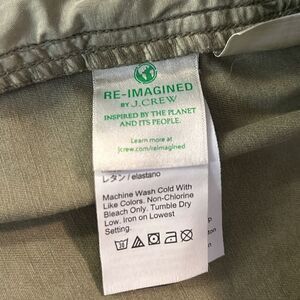 RE-IMAGINED
BY J.CREW
INSPIRED BY THE PLANET
AND ITS PEOPLE.
Learn more at
jcrew.com/reimagined
レタン / elastano
Machine Wash Cold With
Like Colors. Non-Chlorine
Bleach Only. Tumble Dry
Low. Iron on Lowest
Setting.